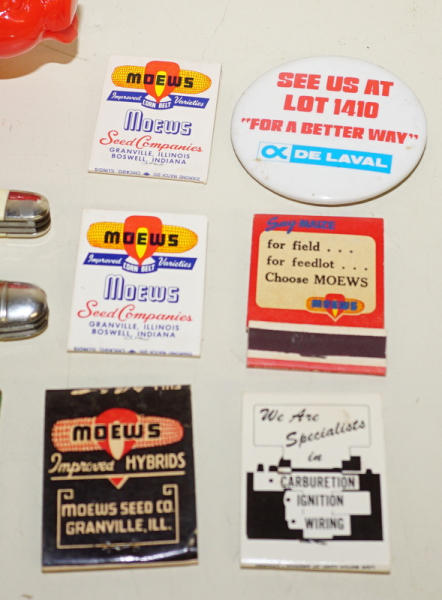 MOEWS
Improved CORN BELT Varieties
Moews
Seed Companies
GRANVILLE, ILLINOIS
BOSWELL, INDIANA
SEE US AT
LOT 1410
"FOR A BETTER WAY"
DE LAVAL
MOEWS
Improved CORN BELT Varieties
Moews
Seed Companies
GRANVILLE, ILLINOIS
BOSWELL, INDIANA
Say MAIZE
for field . . .
for feedlot . . .
Choose MOEWS
MOEWS
MOEWS
Improved HYBRIDS
MOEWS SEED CO.
GRANVILLE, ILL.
We Are
Specialists
in
• CARBURETION
• IGNITION
• WIRING